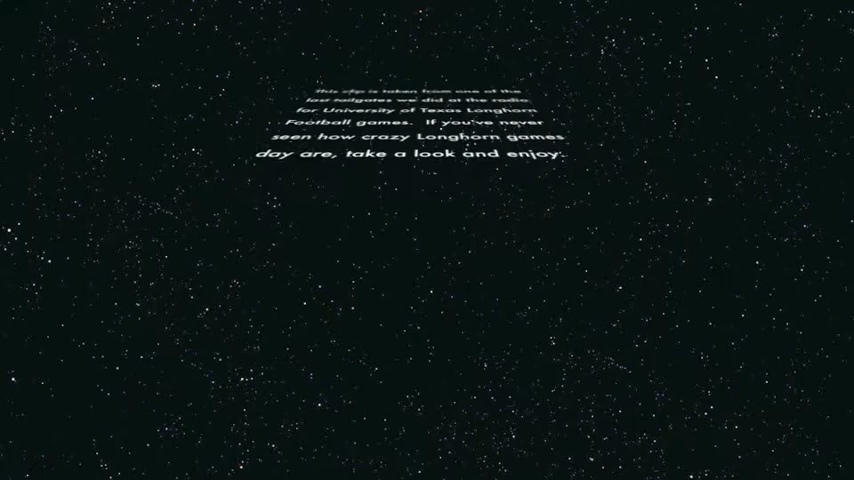 This clip is taken from one of the
last tailgates we did at the radio
for University of Texas Longhorn
Football games. If you've never
seen how crazy Longhorn games
day are, take a look and enjoy.